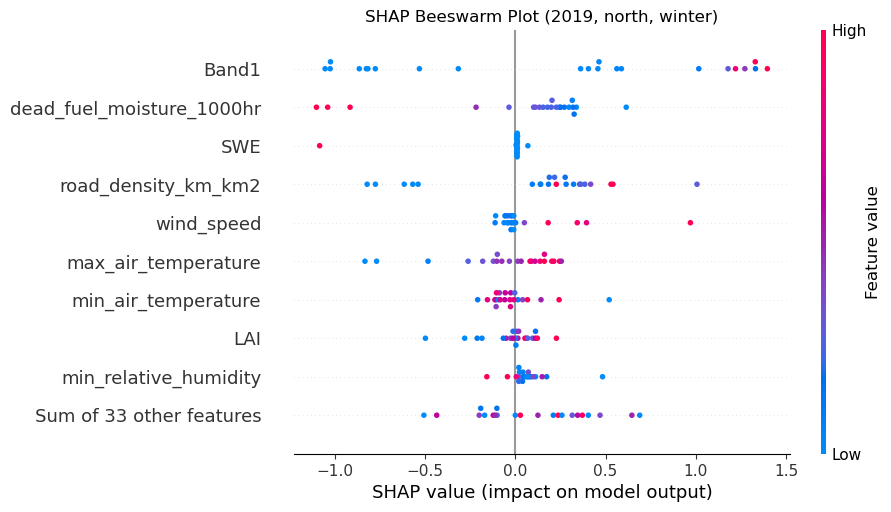 SHAP Beeswarm Plot (2019, north, winter)
High
Band1
dead_fuel_moisture_1000hr
SWE
road_density_km_km2
wind_speed
max_air_temperature
min_air_temperature
LAI
min_relative_humidity
Sum of 33 other features
Feature value
Low
−1.0 −0.5 0.0 0.5 1.0 1.5
SHAP value (impact on model output)